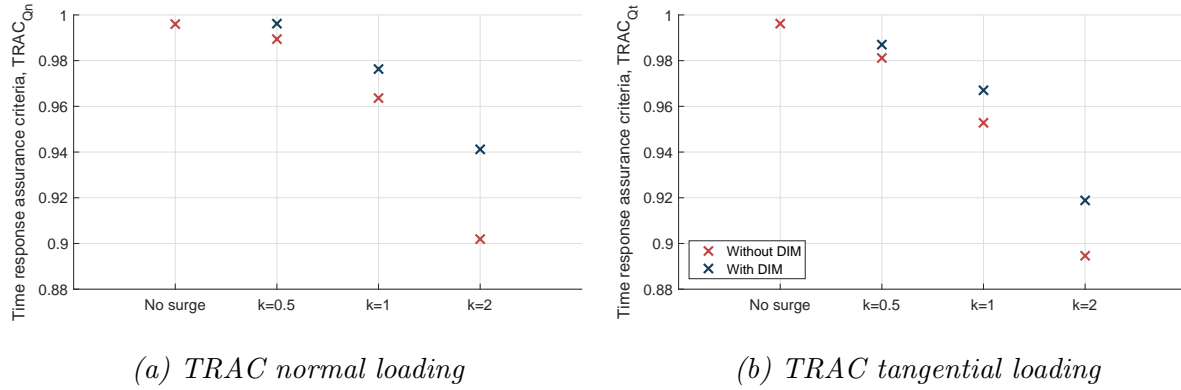 Time response assurance criteria, TRAC_Qn
1
0.98
0.96
0.94
0.92
0.9
0.88
No surge k=0.5 k=1 k=2
(a) TRAC normal loading
Time response assurance criteria, TRAC_Qt
1
0.98
0.96
0.94
0.92
0.9
0.88
Without DIM
With DIM
No surge k=0.5 k=1 k=2
(b) TRAC tangential loading